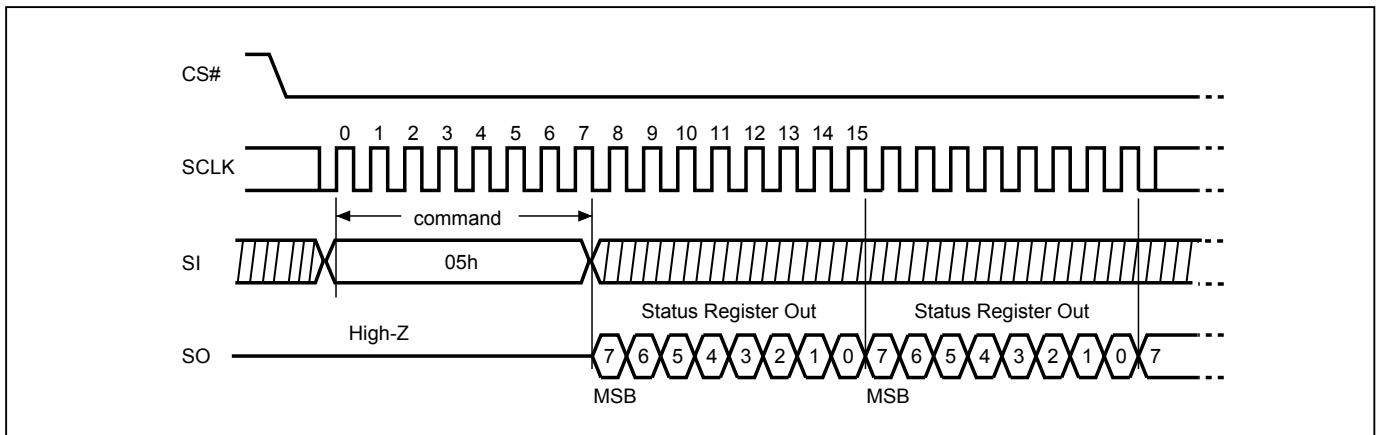 CS#
0 1 2 3 4 5 6 7 8 9 10 11 12 13 14 15
SCLK
command
SI
05h
Status Register Out Status Register Out
High-Z
SO
7 6 5 4 3 2 1 0 7 6 5 4 3 2 1 0 7
MSB MSB